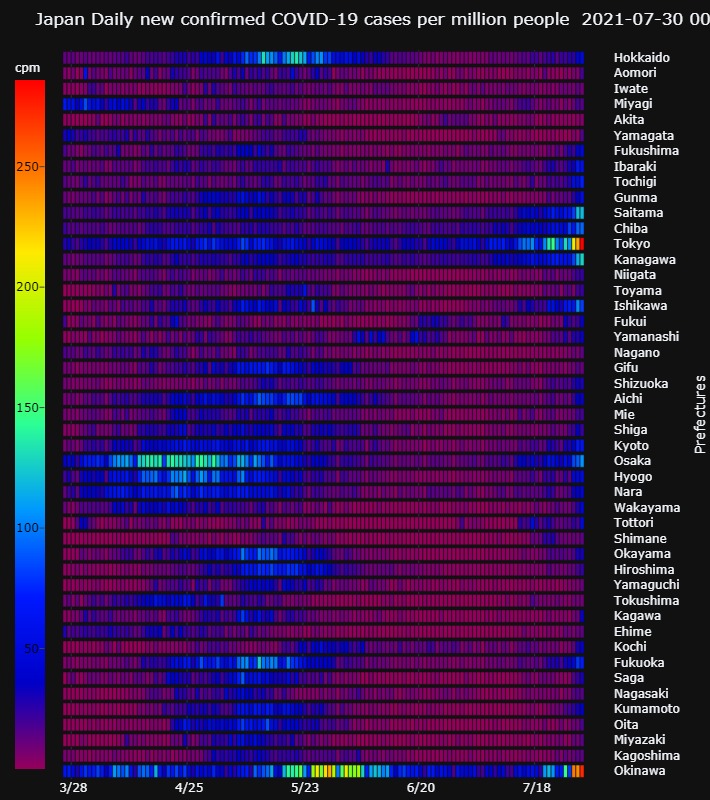 Japan Daily new confirmed COVID-19 cases per million people 2021-07-30 00
cpm
250
200
150
100
50
Hokkaido
Aomori
Iwate
Miyagi
Akita
Yamagata
Fukushima
Ibaraki
Tochigi
Gunma
Saitama
Chiba
Tokyo
Kanagawa
Niigata
Toyama
Ishikawa
Fukui
Yamanashi
Nagano
Gifu
Shizuoka
Aichi
Mie
Shiga
Kyoto
Osaka
Hyogo
Nara
Wakayama
Tottori
Shimane
Okayama
Hiroshima
Yamaguchi
Tokushima
Kagawa
Ehime
Kochi
Fukuoka
Saga
Nagasaki
Kumamoto
Oita
Miyazaki
Kagoshima
Okinawa
Prefectures
3/28 4/25 5/23 6/20 7/18